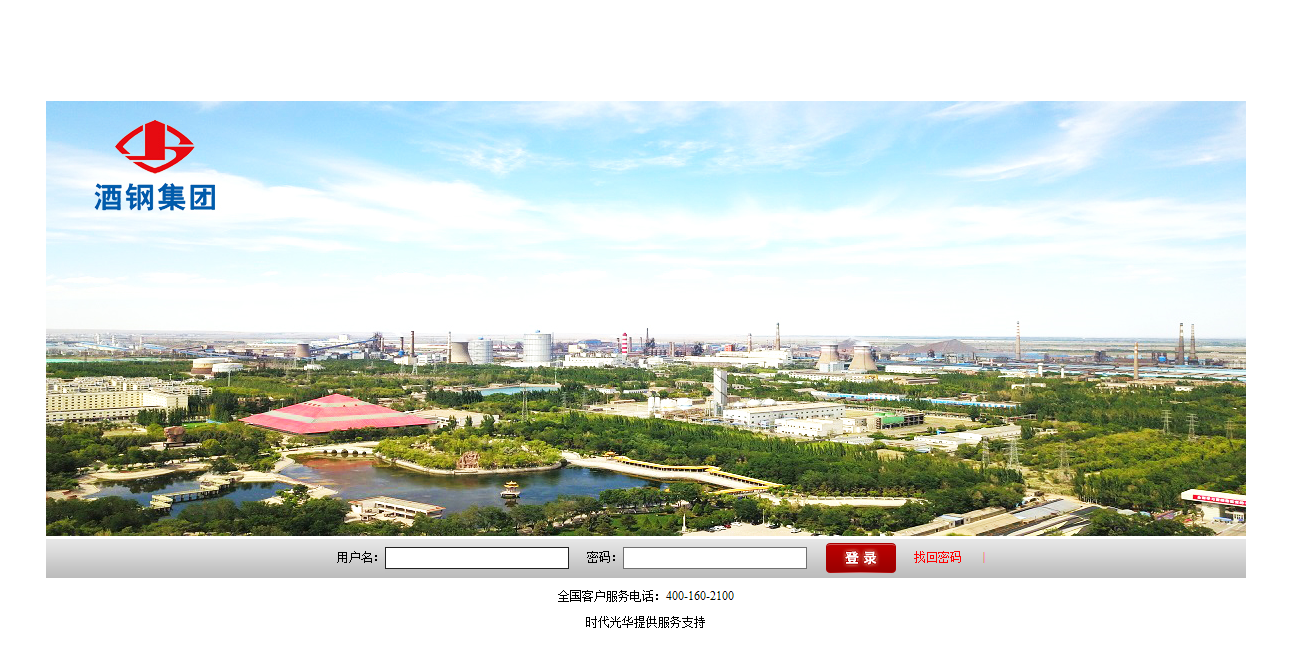 酒钢集团
用户名： 密码： 登录 找回密码 |
全国客户服务电话：400-160-2100
时代光华提供服务支持